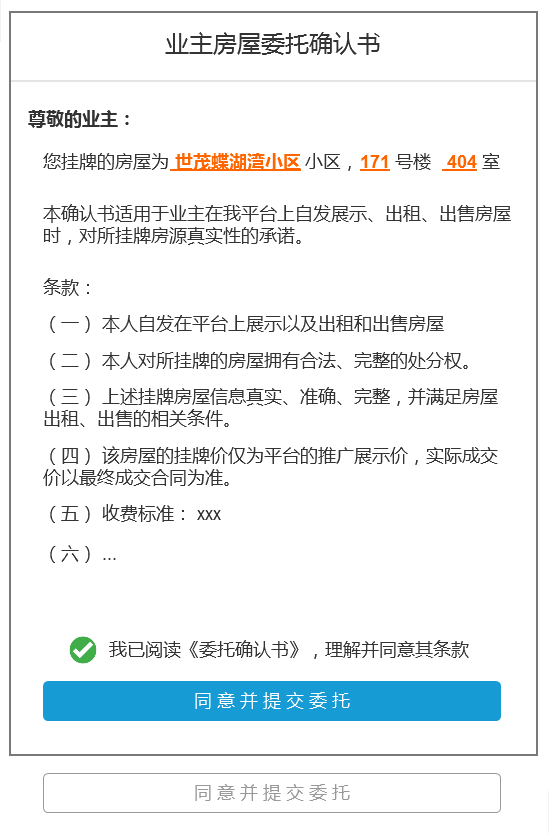 业主房屋委托确认书
尊敬的业主：
您挂牌的房屋为 世茂蝶湖湾小区 小区，171 号楼 404 室
本确认书适用于业主在我平台上自发展示、出租、出售房屋
时，对所挂牌房源真实性的承诺。
条款：
（一） 本人自发在平台上展示以及出租和出售房屋
（二） 本人对所挂牌的房屋拥有合法、完整的处分权。
（三） 上述挂牌房屋信息真实、准确、完整，并满足房屋
出租、出售的相关条件。
（四） 该房屋的挂牌价仅为平台的推广展示价，实际成交
价以最终成交合同为准。
（五） 收费标准： xxx
（六） ...
我已阅读《委托确认书》，理解并同意其条款
同意并提交委托
同意并提交委托